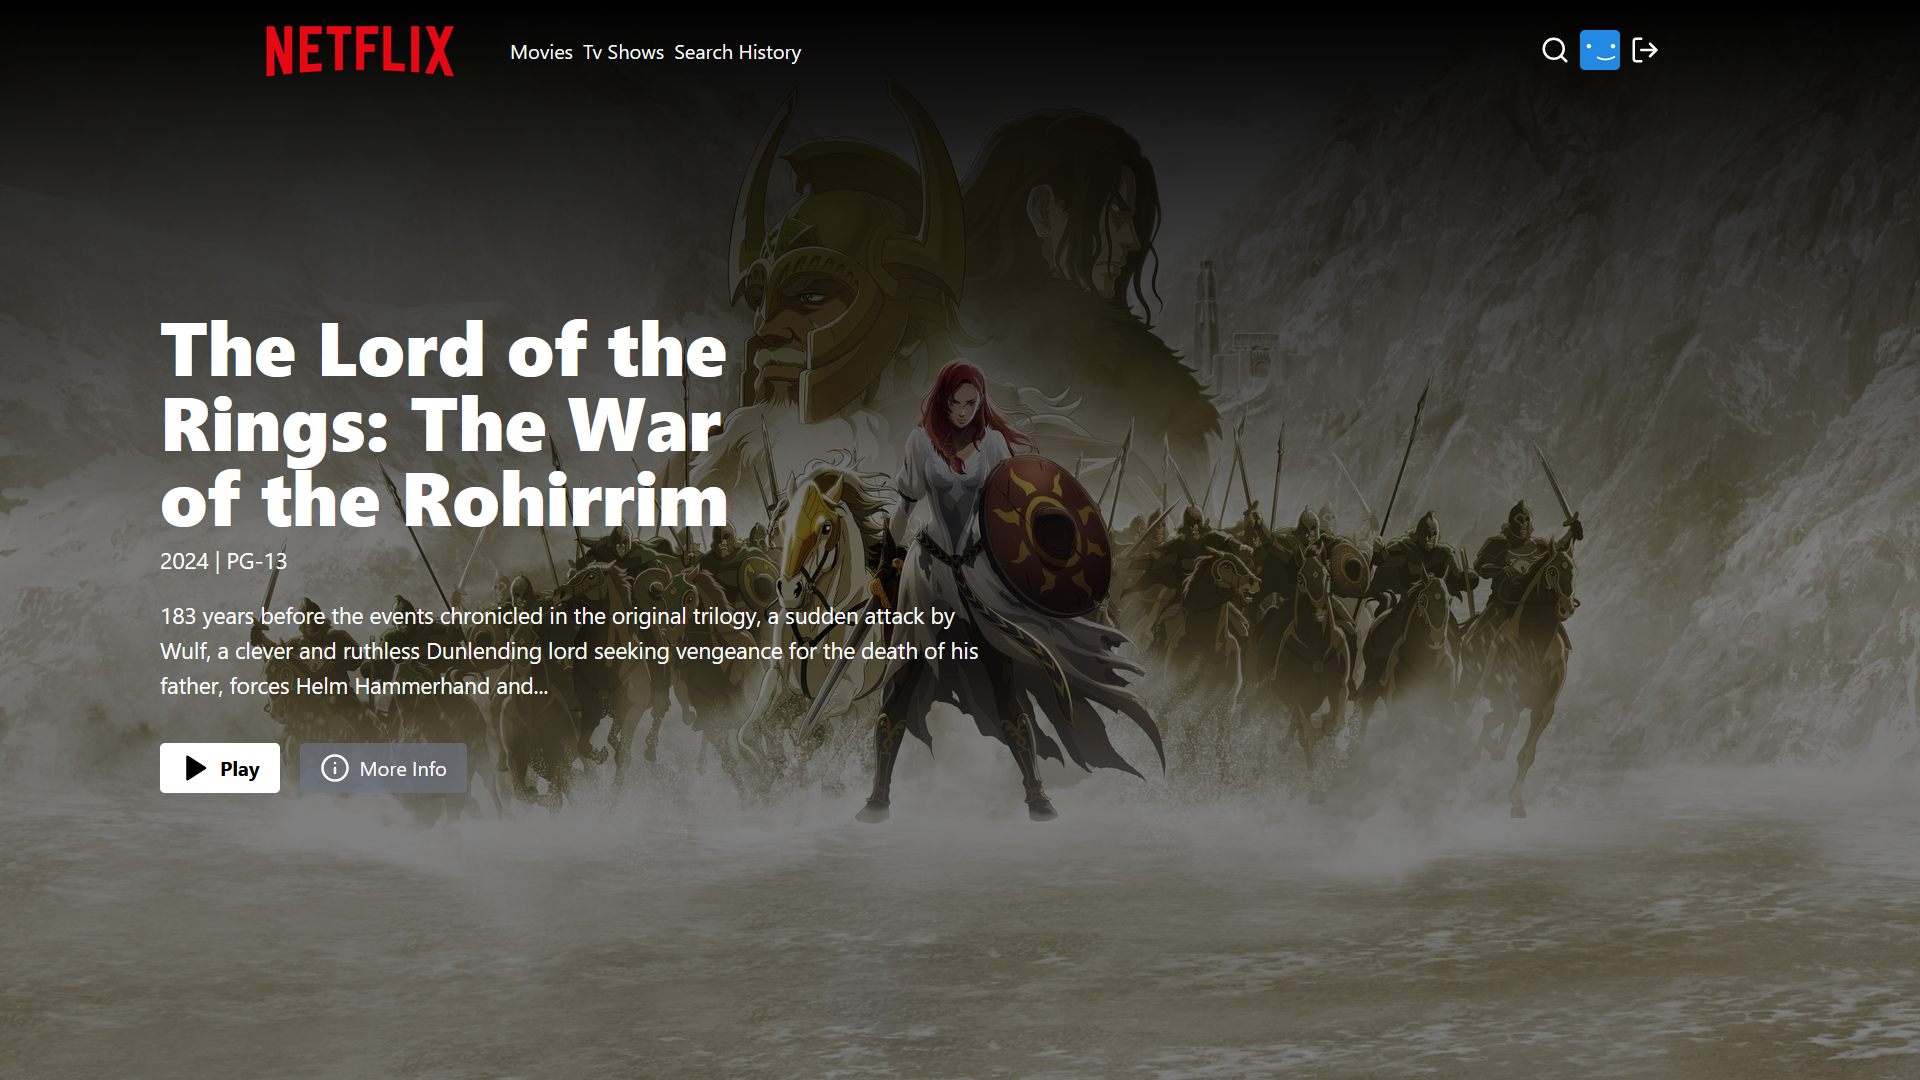 NETFLIX
Movies Tv Shows Search History
The Lord of the
Rings: The War
of the Rohirrim
2024 | PG-13
183 years before the events chronicled in the original trilogy, a sudden attack by
Wulf, a clever and ruthless Dunlending lord seeking vengeance for the death of his
father, forces Helm Hammerhand and...
Play
More Info